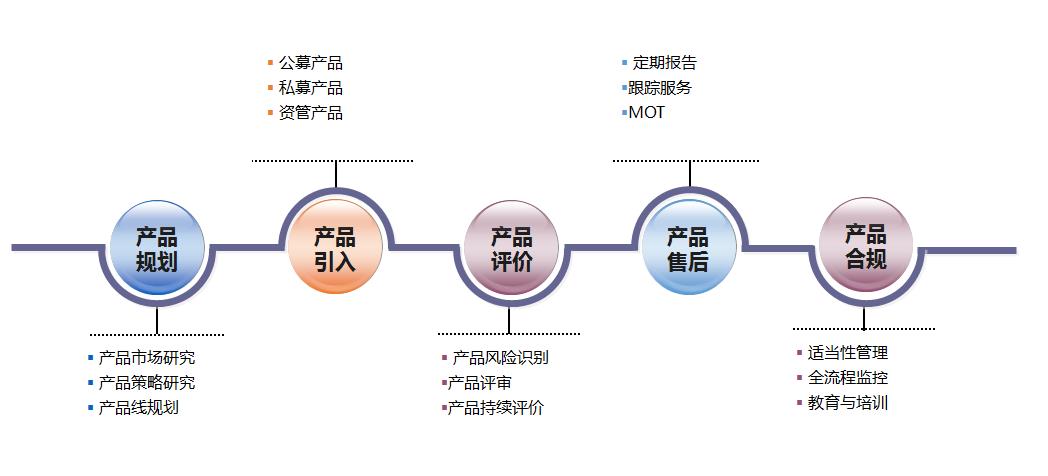 公募产品
私募产品
资管产品
定期报告
跟踪服务
MOT
产品
规划
产品
引入
产品
评价
产品
售后
产品
合规
产品市场研究
产品策略研究
产品线规划
产品风险识别
产品评审
产品持续评价
适当性管理
全流程监控
教育与培训